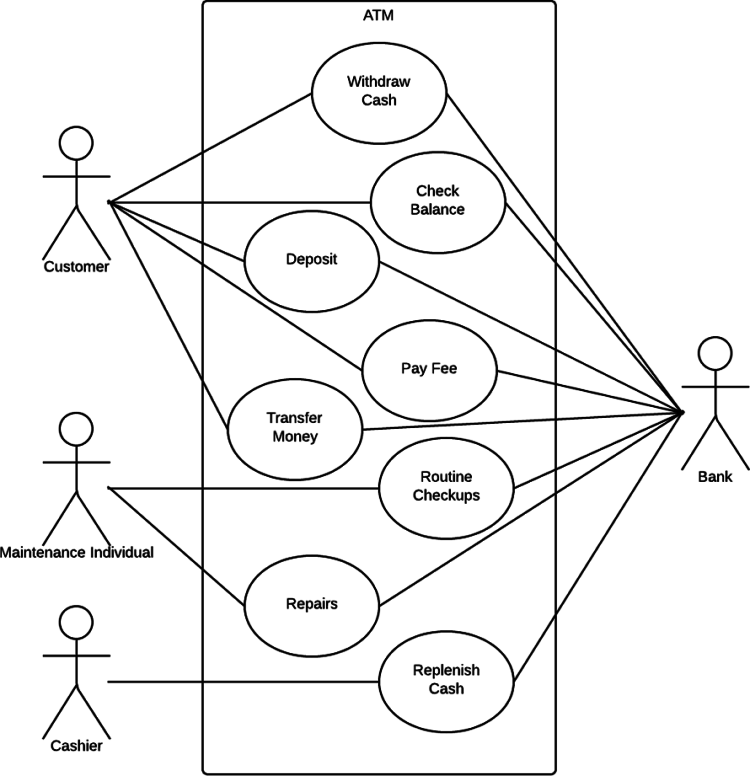 ATM
Withdraw
Cash
Check
Balance
Deposit
Customer
Pay Fee
Transfer
Money
Bank
Routine
Checkups
Maintenance Individual
Repairs
Replenish
Cash
Cashier